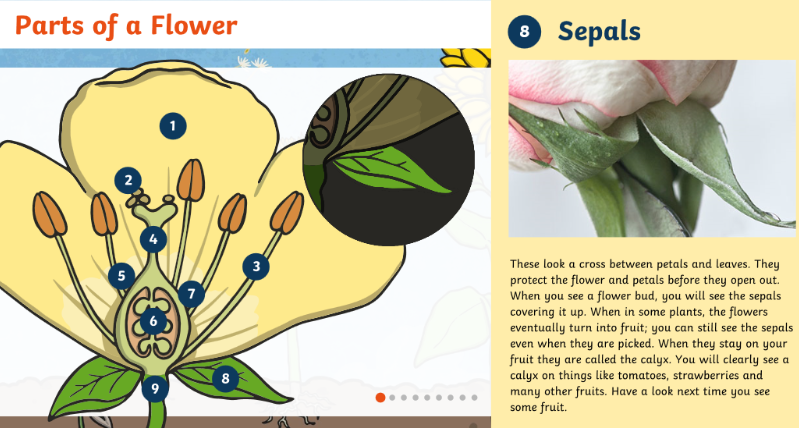 Parts of a Flower
1
2
4
3
5
7
6
8
9
8 Sepals
These look a cross between petals and leaves. They
protect the flower and petals before they open out.
When you see a flower bud, you will see the sepals
covering it up. When in some plants, the flowers
eventually turn into fruit; you can still see the sepals
even when they are picked. When they stay on your
fruit they are called the calyx. You will clearly see a
calyx on things like tomatoes, strawberries and
many other fruits. Have a look next time you see
some fruit.